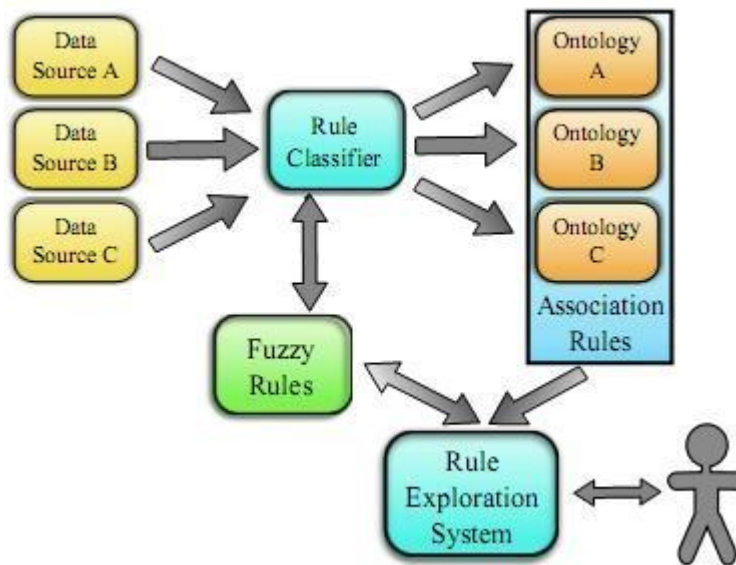 Data
Source A
Data
Source B
Data
Source C
Rule
Classifier
Ontology
A
Ontology
B
Ontology
C
Association
Rules
Fuzzy
Rules
Rule
Exploration
System